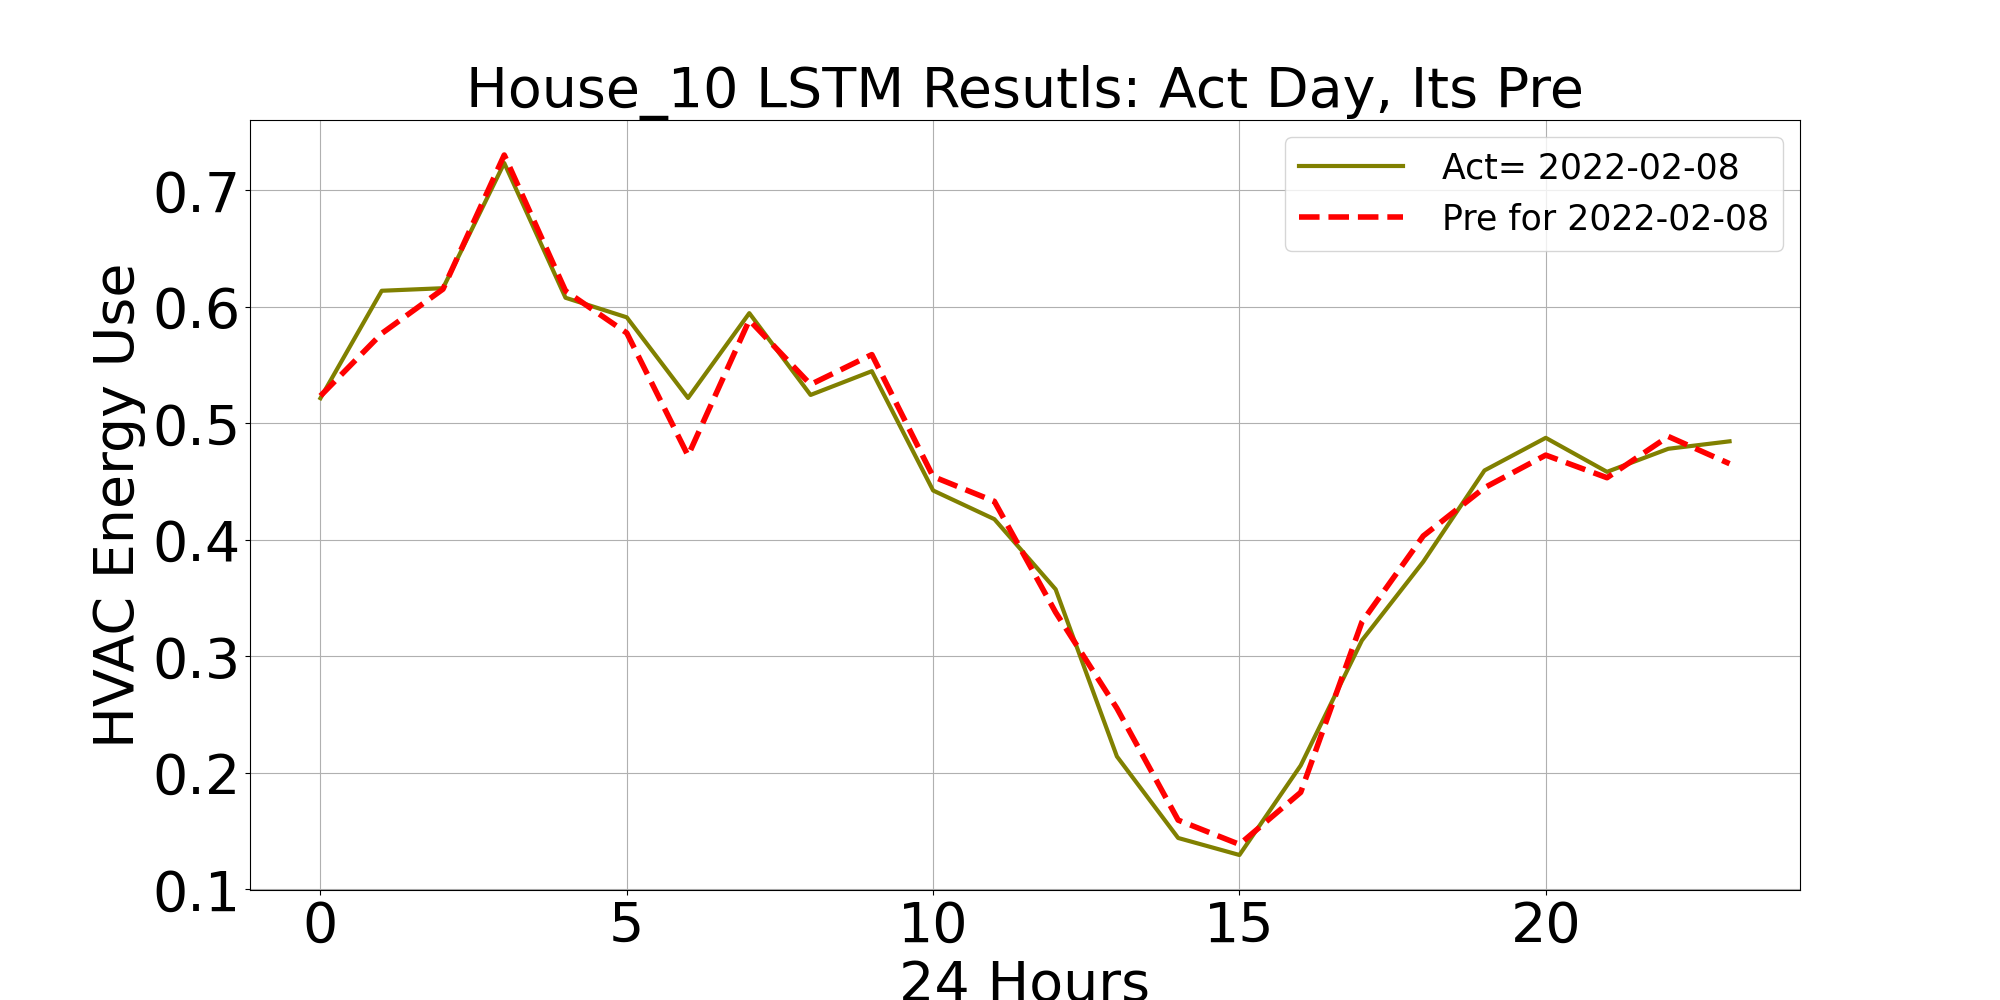 House_10 LSTM Resutls: Act Day, Its Pre
Act= 2022-02-08
Pre for 2022-02-08
HVAC Energy Use
0.7
0.6
0.5
0.4
0.3
0.2
0.1
0 5 10 15 20
24 Hours